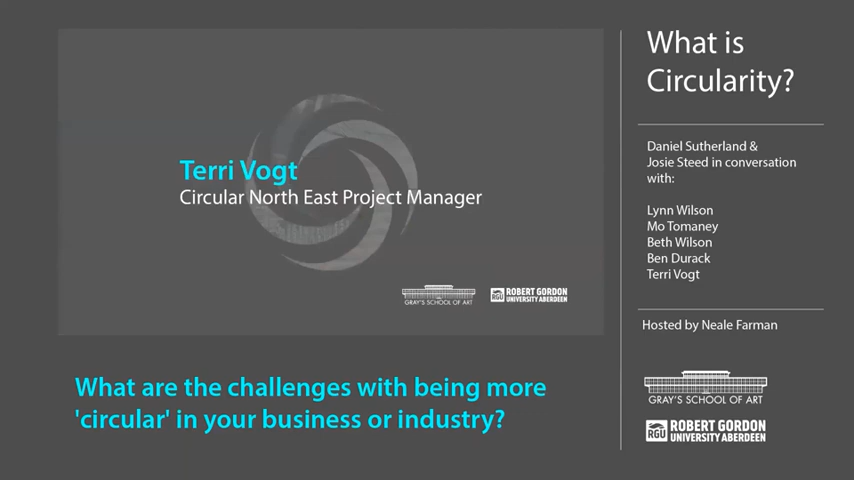 Terri Vogt
Circular North East Project Manager
GRAY'S SCHOOL OF ART
RGU
ROBERT GORDON
UNIVERSITY ABERDEEN
What are the challenges with being more
'circular' in your business or industry?
What is
Circularity?
Daniel Sutherland &
Josie Steed in conversation
with:
Lynn Wilson
Mo Tomaney
Beth Wilson
Ben Durack
Terri Vogt
Hosted by Neale Farman
GRAY'S SCHOOL OF ART
RGU
ROBERT GORDON
UNIVERSITY ABERDEEN